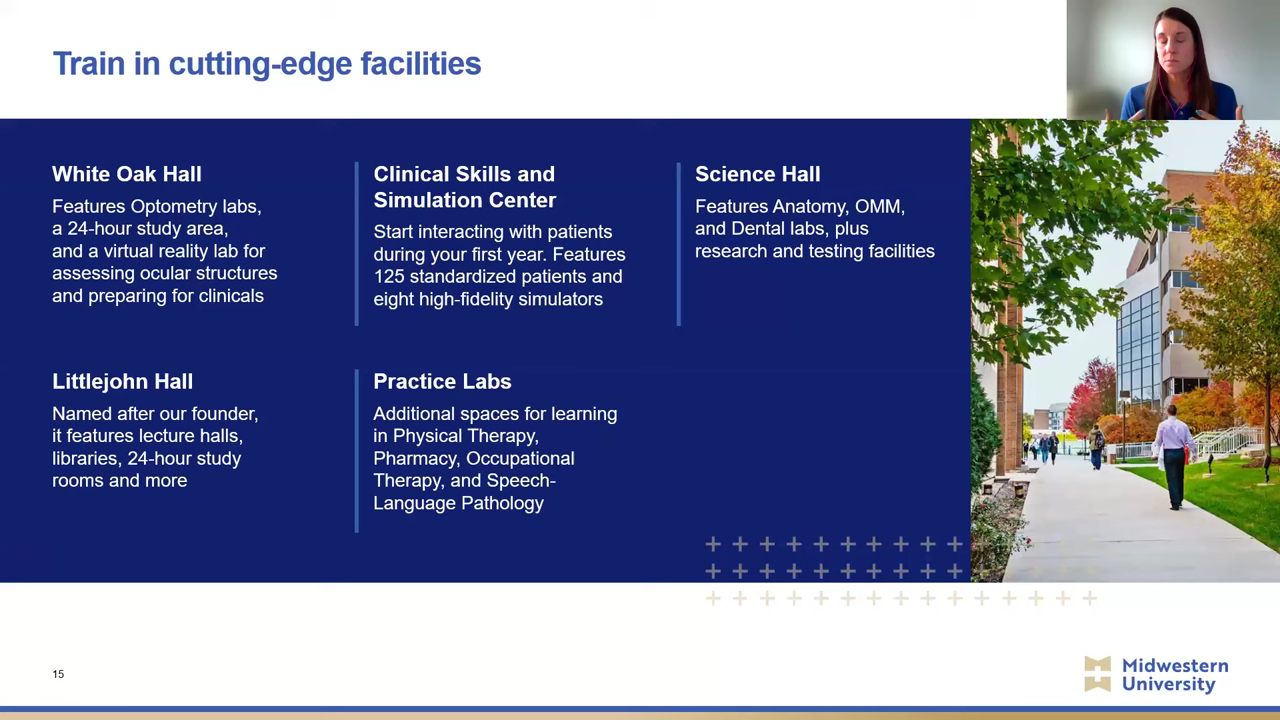 Train in cutting-edge facilities
White Oak Hall
Features Optometry labs,
a 24-hour study area,
and a virtual reality lab for
assessing ocular structures
and preparing for clinicals
Clinical Skills and
Simulation Center
Start interacting with patients
during your first year. Features
125 standardized patients and
eight high-fidelity simulators
Science Hall
Features Anatomy, OMM,
and Dental labs, plus
research and testing facilities
Littlejohn Hall
Named after our founder,
it features lecture halls,
libraries, 24-hour study
rooms and more
Practice Labs
Additional spaces for learning
in Physical Therapy,
Pharmacy, Occupational
Therapy, and Speech-
Language Pathology
15
Midwestern
University